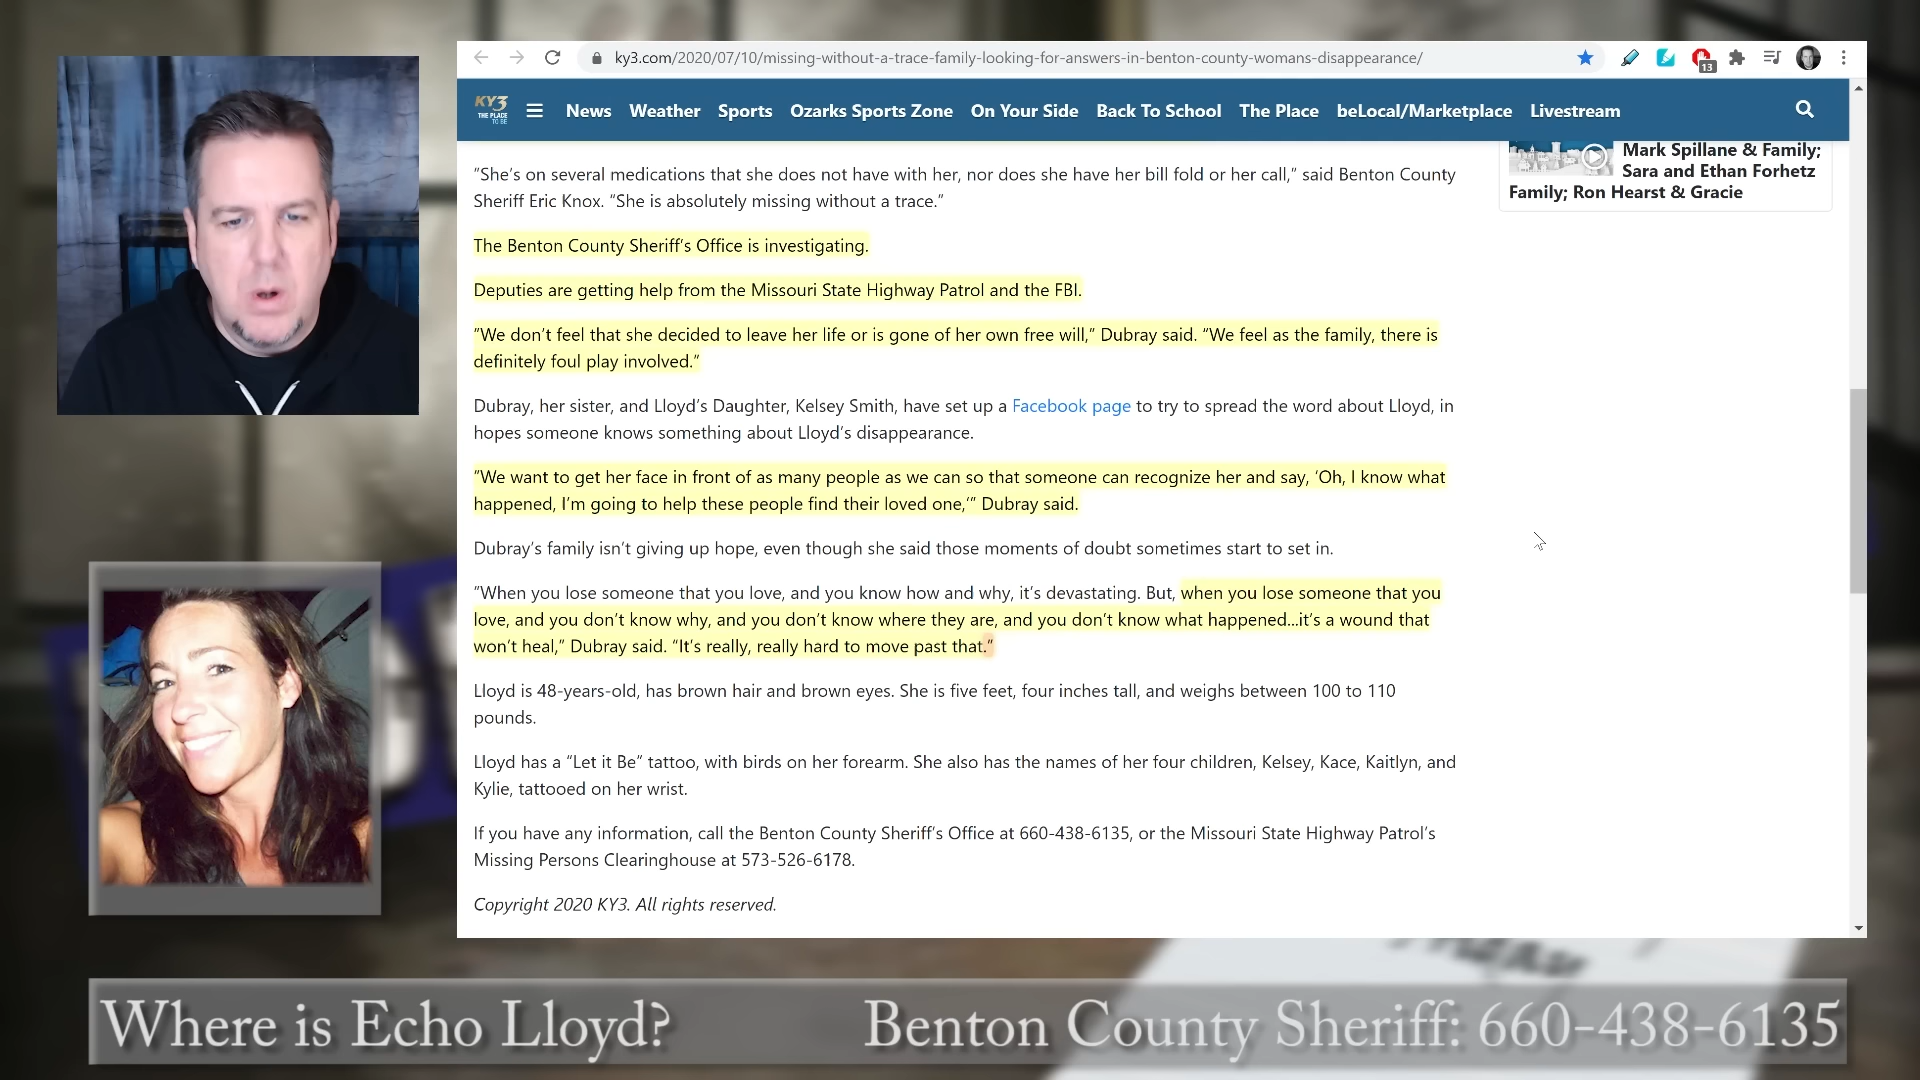 ky3.com/2020/07/10/missing-without-a-trace-family-looking-for-answers-in-benton-county-womans-disappearance/
13
KY3
THE PLACE
TO BE
News Weather Sports Ozarks Sports Zone On Your Side Back To School The Place beLocal/Marketplace Livestream
Mark Spillane & Family;
Sara and Ethan Forhetz
Family; Ron Hearst & Gracie
"She's on several medications that she does not have with her, nor does she have her bill fold or her call," said Benton County
Sheriff Eric Knox. "She is absolutely missing without a trace."
The Benton County Sheriff's Office is investigating.
Deputies are getting help from the Missouri State Highway Patrol and the FBI.
"We don't feel that she decided to leave her life or is gone of her own free will," Dubray said. "We feel as the family, there is
definitely foul play involved."
Dubray, her sister, and Lloyd's Daughter, Kelsey Smith, have set up a Facebook page to try to spread the word about Lloyd, in
hopes someone knows something about Lloyd's disappearance.
"We want to get her face in front of as many people as we can so that someone can recognize her and say, 'Oh, I know what
happened, I'm going to help these people find their loved one,'" Dubray said.
Dubray's family isn't giving up hope, even though she said those moments of doubt sometimes start to set in.
"When you lose someone that you love, and you know how and why, it's devastating. But, when you lose someone that you
love, and you don't know why, and you don't know where they are, and you don't know what happened...it's a wound that
won't heal," Dubray said. "It's really, really hard to move past that."
Lloyd is 48-years-old, has brown hair and brown eyes. She is five feet, four inches tall, and weighs between 100 to 110
pounds.
Lloyd has a "Let it Be" tattoo, with birds on her forearm. She also has the names of her four children, Kelsey, Kace, Kaitlyn, and
Kylie, tattooed on her wrist.
If you have any information, call the Benton County Sheriff's Office at 660-438-6135, or the Missouri State Highway Patrol's
Missing Persons Clearinghouse at 573-526-6178.
Copyright 2020 KY3. All rights reserved.
Where is Echo Lloyd? Benton County Sheriff: 660-438-6135